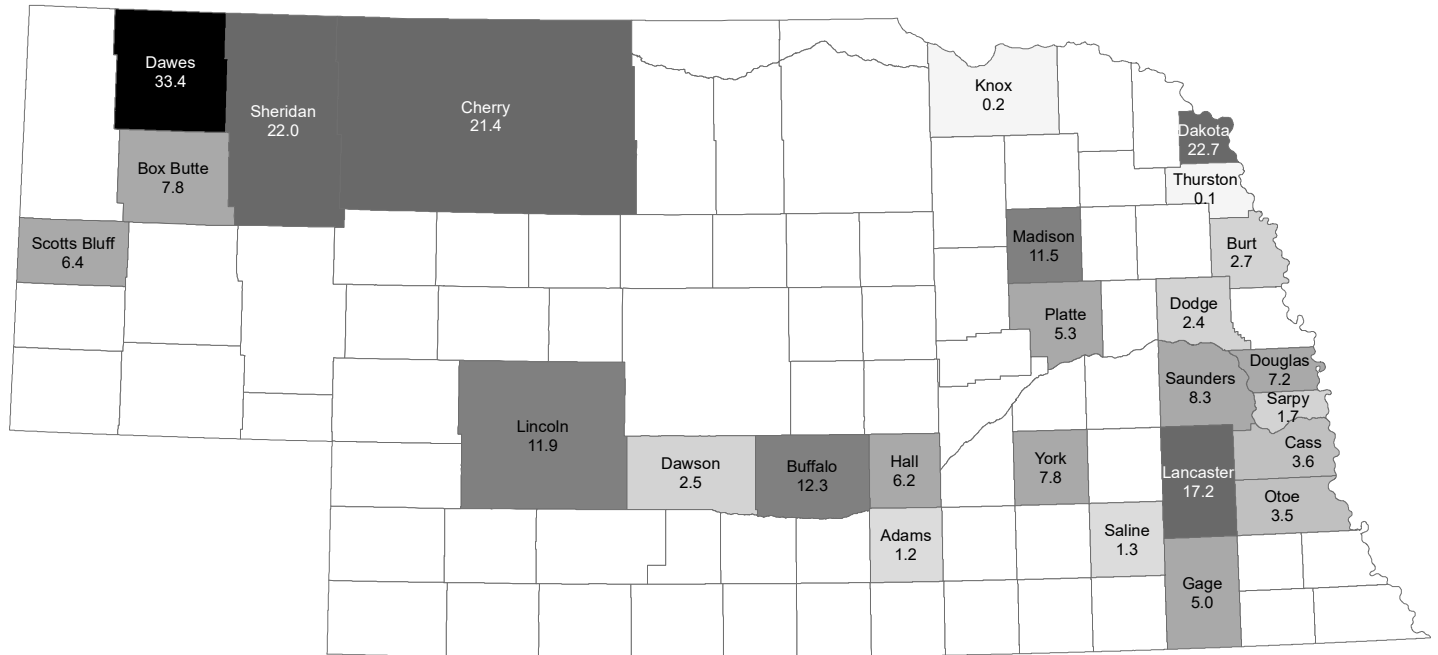 Dawes
33.4
Sheridan
22.0
Cherry
21.4
Knox
0.2
Dakota
22.7
Box Butte
7.8
Thurston
0.1
Scotts Bluff
6.4
Madison
11.5
Burt
2.7
Platte
5.3
Dodge
2.4
Douglas
7.2
Saunders
8.3
Sarpy
1.7
Lincoln
11.9
Dawson
2.5
Buffalo
12.3
Hall
6.2
York
7.8
Lancaster
17.2
Cass
3.6
Otoe
3.5
Adams
1.2
Saline
1.3
Gage
5.0